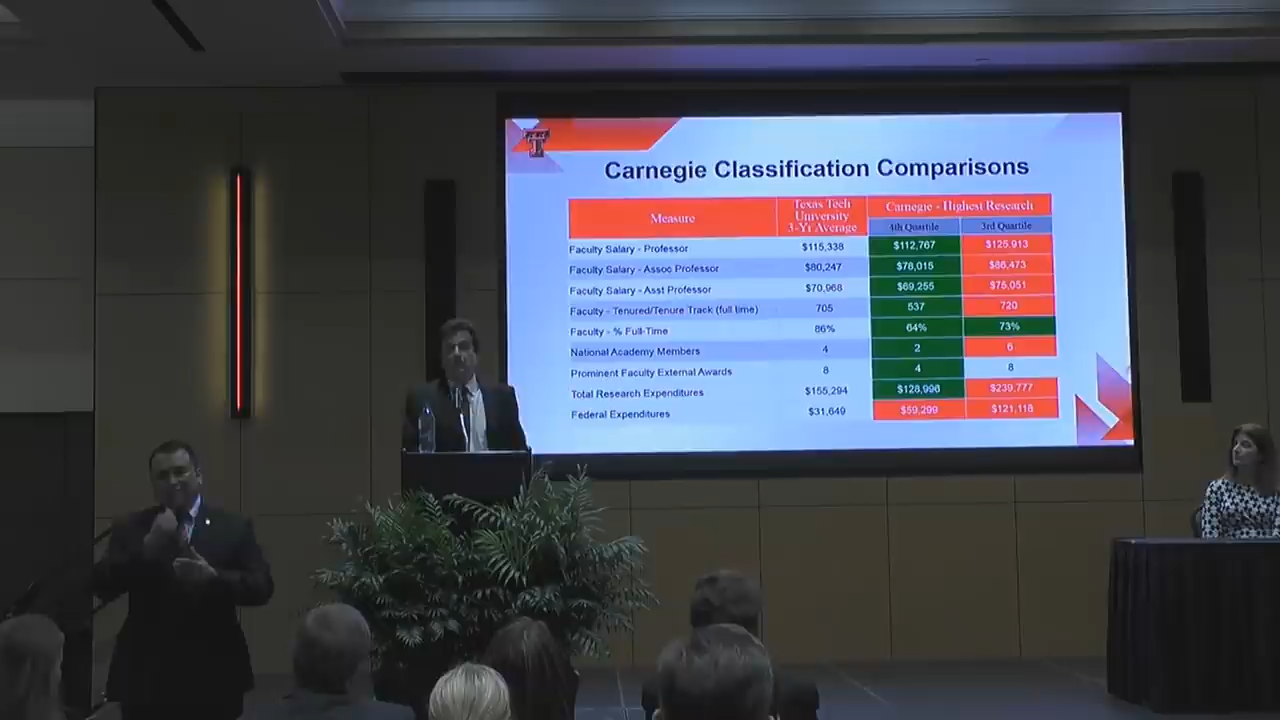 T
Carnegie Classification Comparisons
Measure
Texas Tech
University
3-Yr Average
Carnegie - Highest Research
4th Quartile 3rd Quartile
Faculty Salary - Professor $115,338 $112,767 $125,913
Faculty Salary - Assoc Professor $80,247 $78,015 $86,473
Faculty Salary - Asst Professor $70,968 $69,255 $75,051
Faculty - Tenured/Tenure Track (full time) 705 537 720
Faculty - % Full-Time 86% 64% 73%
National Academy Members 4 2 6
Prominent Faculty External Awards 8 4 8
Total Research Expenditures $155,294 $128,996 $239,777
Federal Expenditures $31,649 $59,299 $121,118